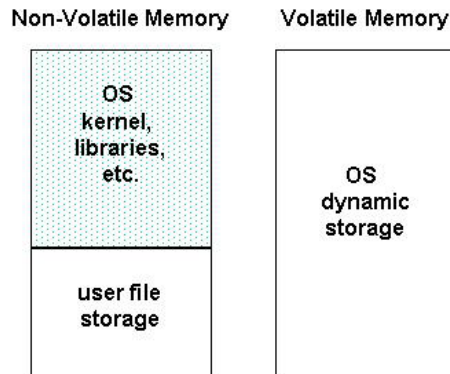 Non-Volatile Memory
Volatile Memory
OS
kernel,
libraries,
etc.
user file
storage
OS
dynamic
storage